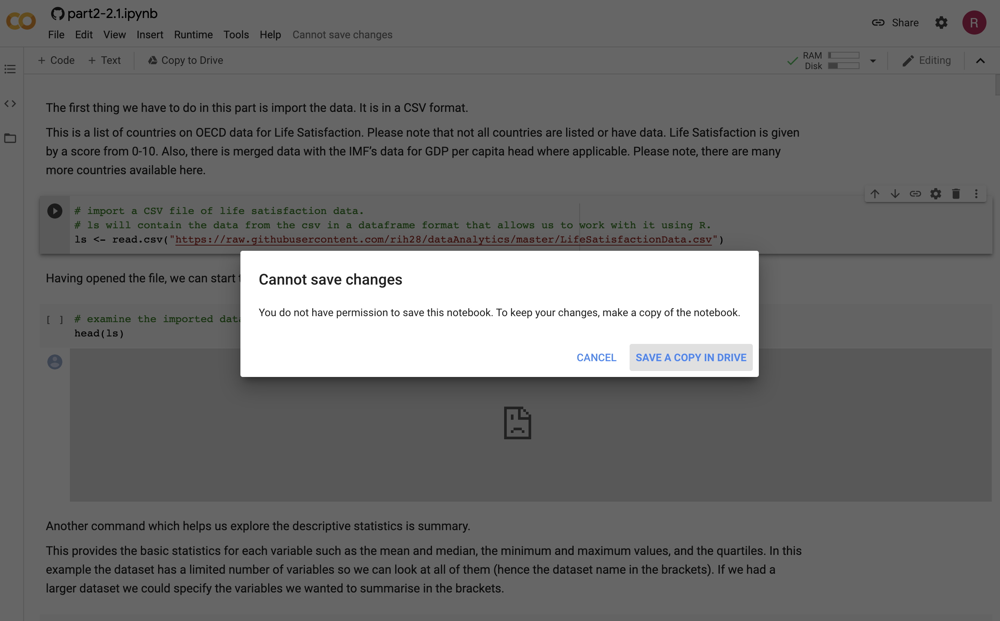 part2-2.1.ipynb
File Edit View Insert Runtime Tools Help Cannot save changes
Share
R
+ Code + Text Copy to Drive
RAM
Disk
Editing
The first thing we have to do in this part is import the data. It is in a CSV format.
This is a list of countries on OECD data for Life Satisfaction. Please note that not all countries are listed or have data. Life Satisfaction is given
by a score from 0-10. Also, there is merged data with the IMF’s data for GDP per capita head where applicable. Please note, there are many
more countries available here.
# import a CSV file of life satisfaction data.
# ls will contain the data from the csv in a dataframe format that allows us to work with it using R.
ls <- read.csv("https://raw.githubusercontent.com/rih28/dataAnalytics/master/LifeSatisfactionData.csv")
Having opened the file, we can start
Cannot save changes
You do not have permission to save this notebook. To keep your changes, make a copy of the notebook.
CANCEL SAVE A COPY IN DRIVE
[ ] # examine the imported data
head(ls)
Another command which helps us explore the descriptive statistics is summary.
This provides the basic statistics for each variable such as the mean and median, the minimum and maximum values, and the quartiles. In this
example the dataset has a limited number of variables so we can look at all of them (hence the dataset name in the brackets). If we had a
larger dataset we could specify the variables we wanted to summarise in the brackets.